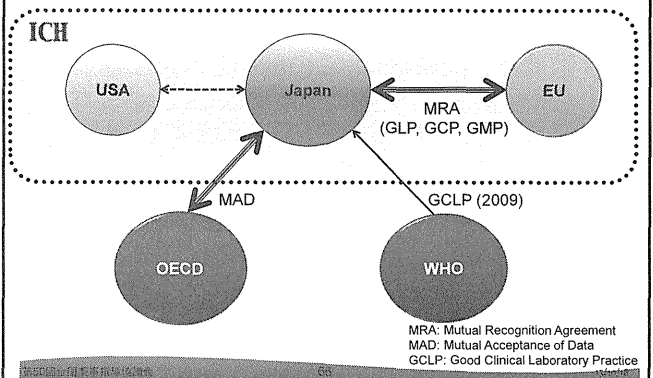 ICH
USA
Japan
EU
MRA
(GLP, GCP, GMP)
MAD
GCLP (2009)
OECD
WHO
MRA: Mutual Recognition Agreement
MAD: Mutual Acceptance of Data
GCLP: Good Clinical Laboratory Practice
66